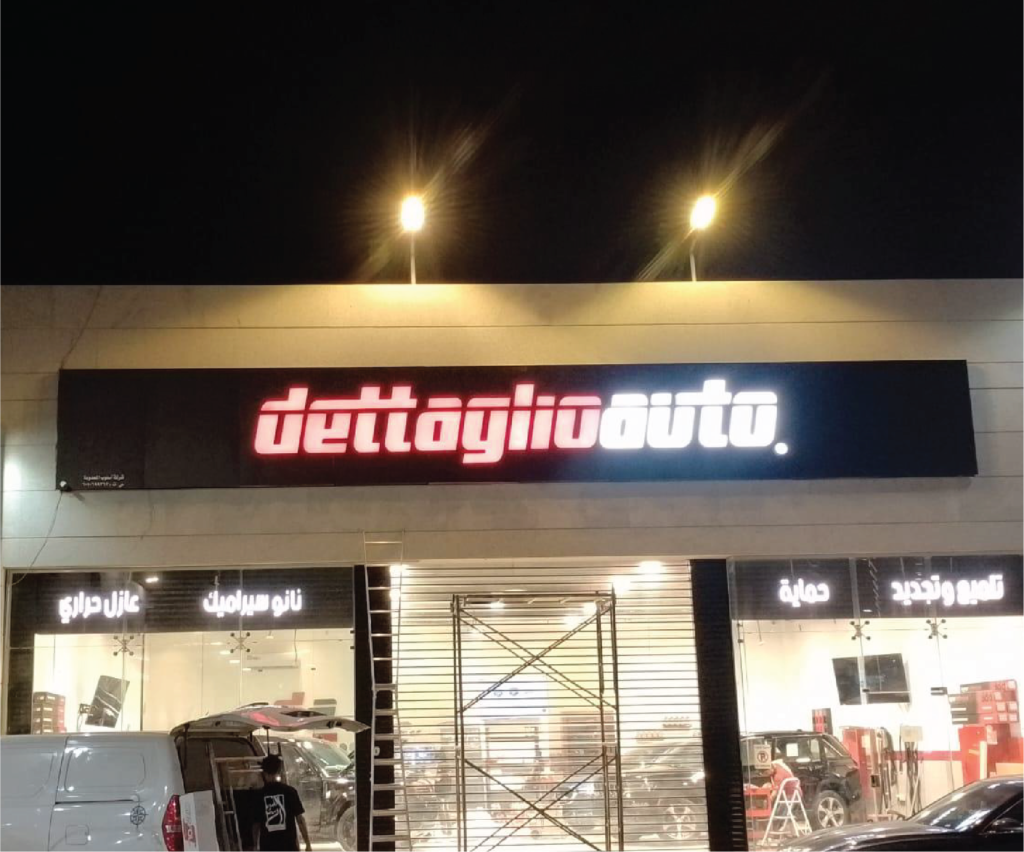 dettaglioauto.
تلميع وتجديد
حماية
نانو سيراميك
عازل حراري